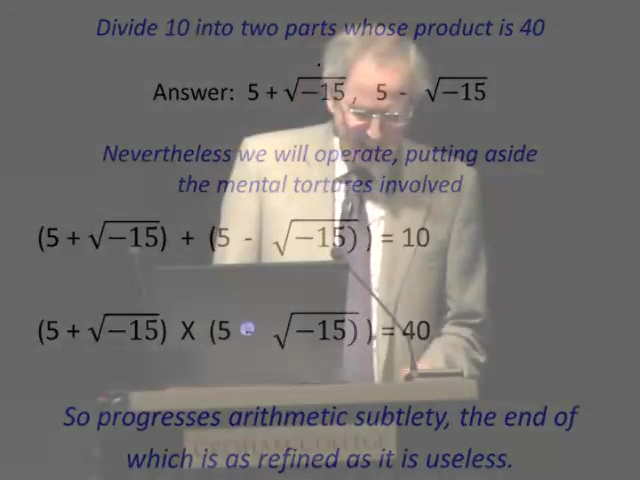 Divide 10 into two parts whose product is 40
Answer: 5 + √−15 , 5 - √−15
Nevertheless we will operate, putting aside
the mental tortures involved
(5 + √−15) + (5 - √−15) ) = 10
(5 + √−15) X (5 - √−15) ) = 40
GRESHAM COLLEGE
So progresses arithmetic subtlety, the end of
which is as refined as it is useless.